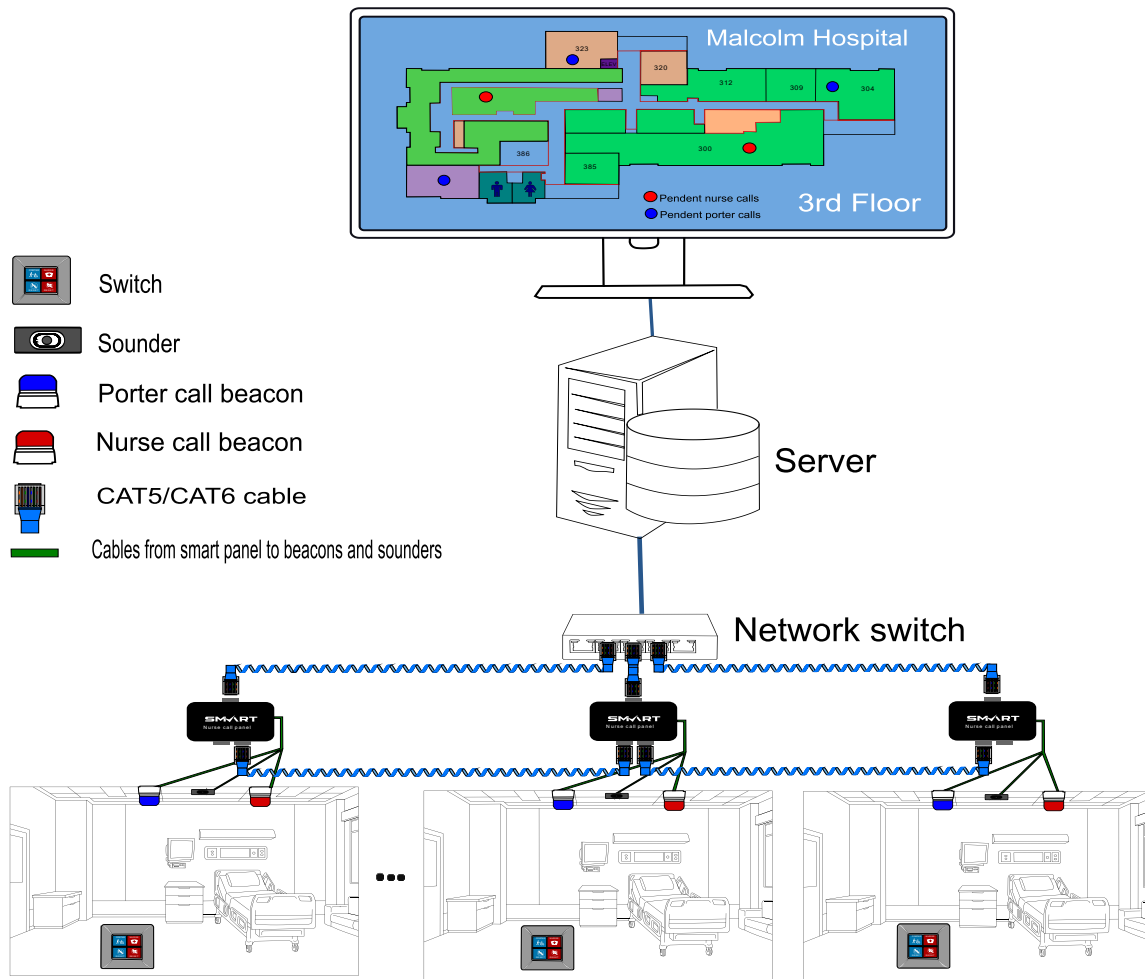 Malcolm Hospital
323
320
312
309
304
386
385
300
Pendent nurse calls
Pendent porter calls
3rd Floor
Switch
Sounder
Porter call beacon
Nurse call beacon
CAT5/CAT6 cable
Cables from smart panel to beacons and sounders
Server
Network switch
SMART
Nurse call panel
SMART
Nurse call panel
SMART
Nurse call panel